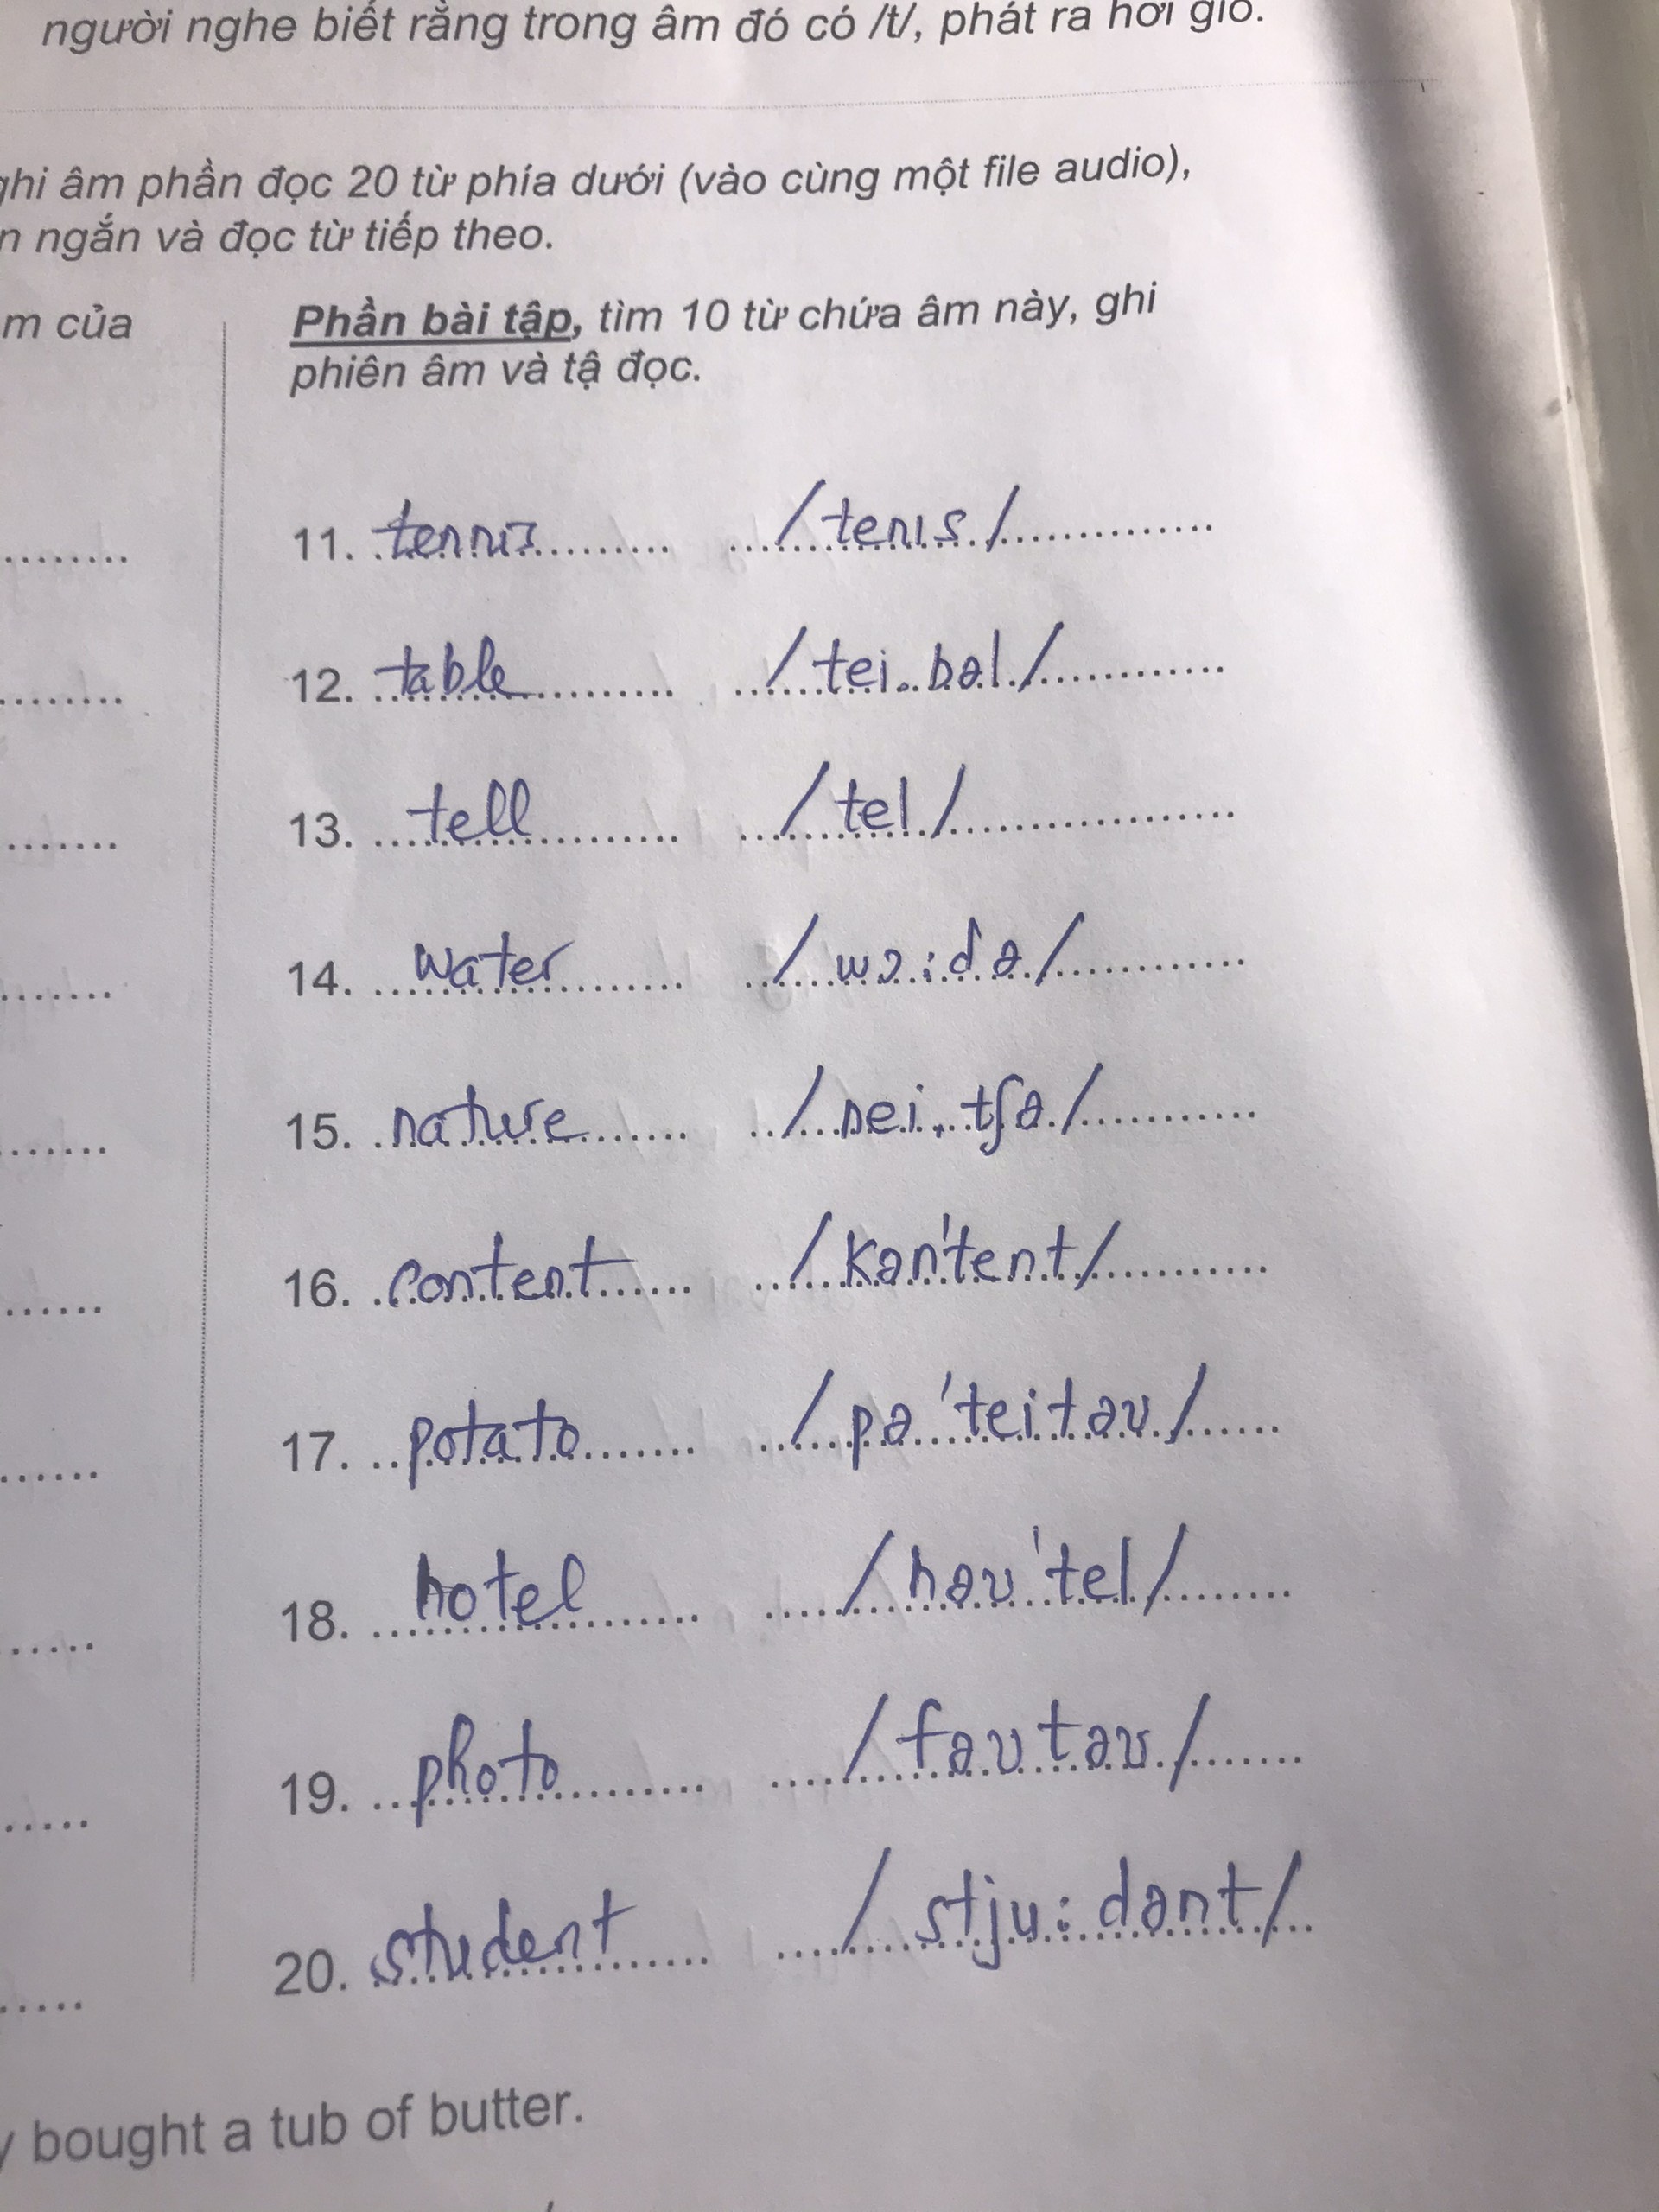 người nghe biết rằng trong âm đó có /t/, phát ra hơi gió.
ghi âm phần đọc 20 từ phía dưới (vào cùng một file audio),
n ngắn và đọc từ tiếp theo.
m của
Phần bài tập, tìm 10 từ chứa âm này, ghi
phiên âm và tậ đọc.
11. tennis /tenɪs/
12. table /tei.bəl/
13. tell /tel/
14. water /wɔ:də/
15. nature /nei.tʃə/
16. content /kən'tent/
17. potato /pə'teitəʊ/
18. hotel /həʊ'tel/
19. photo /fəʊtəʊ/
20. student /stju:dənt/
y bought a tub of butter.